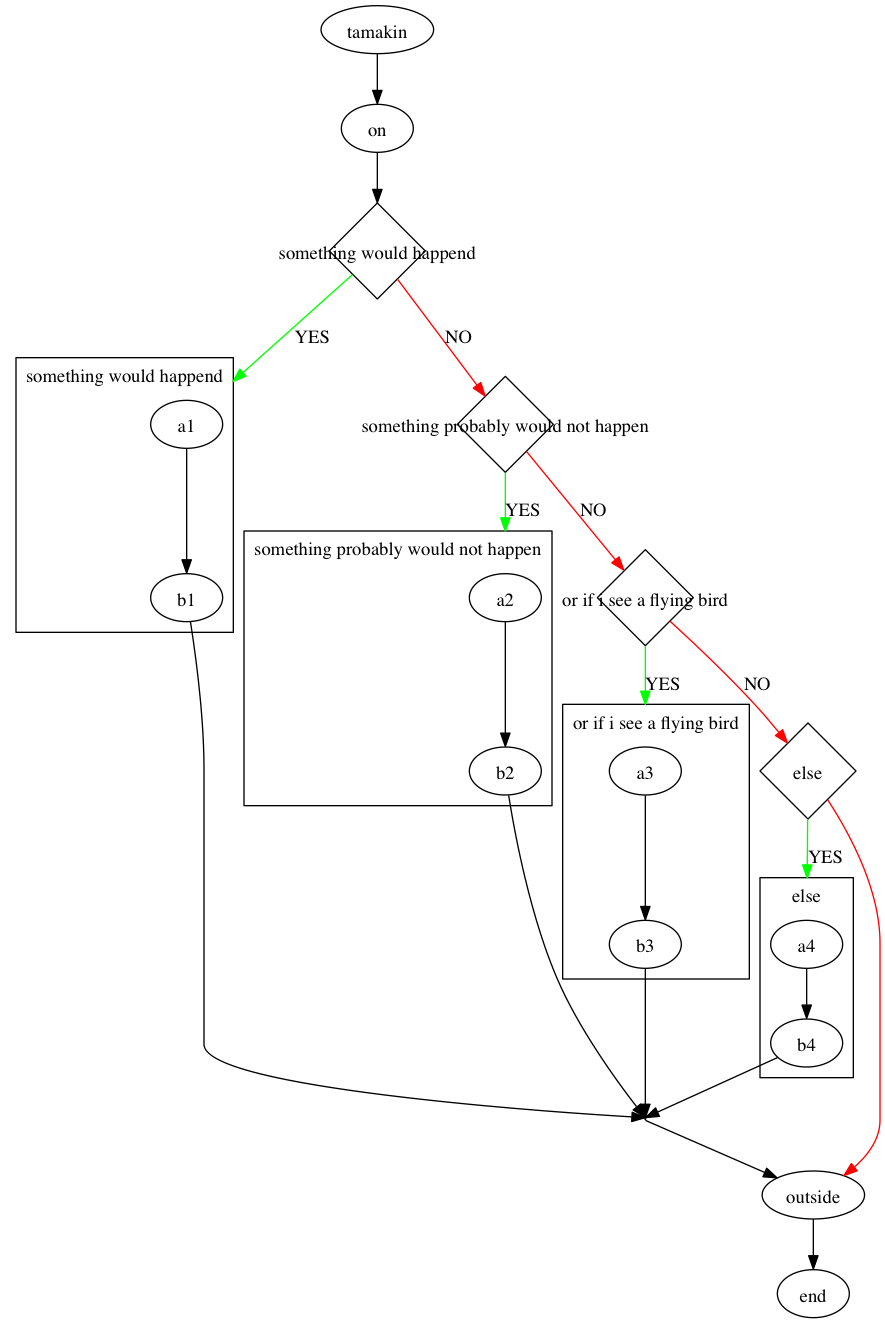 tamakin
on
something would happend
YES
NO
something would happend
a1
b1
something probably would not happen
YES
NO
something probably would not happen
a2
b2
or if i see a flying bird
YES
NO
or if i see a flying bird
a3
b3
else
YES
else
a4
b4
outside
end